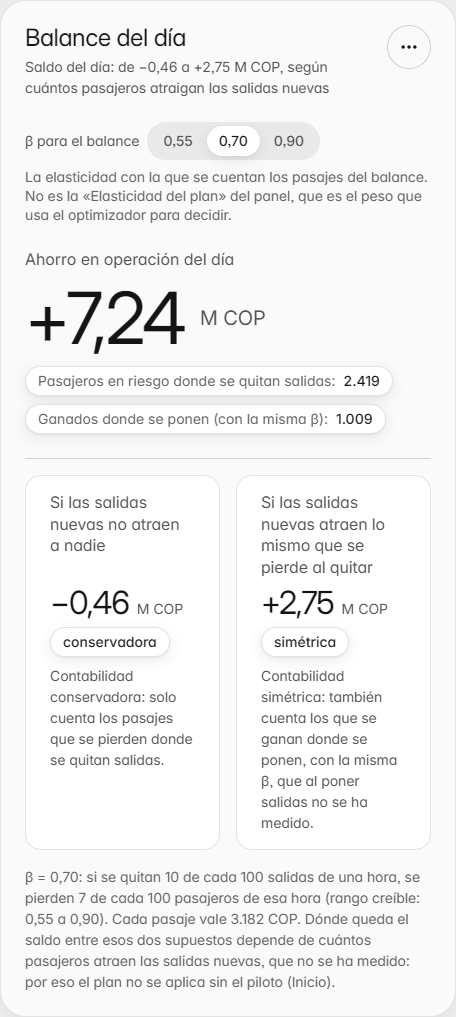 Balance del día
Saldo del día: de −0,46 a +2,75 M COP, según
cuántos pasajeros atraigan las salidas nuevas
β para el balance 0,55 0,70 0,90
La elasticidad con la que se cuentan los pasajes del balance.
No es la «Elasticidad del plan» del panel, que es el peso que
usa el optimizador para decidir.
Ahorro en operación del día
+7,24 M COP
Pasajeros en riesgo donde se quitan salidas: 2.419
Ganados donde se ponen (con la misma β): 1.009
Si las salidas
nuevas no atraen
a nadie
−0,46 M COP
conservadora
Contabilidad
conservadora: solo
cuenta los pasajes
que se pierden donde
se quitan salidas.
Si las salidas
nuevas atraen lo
mismo que se
pierde al quitar
+2,75 M COP
simétrica
Contabilidad
simétrica: también
cuenta los que se
ganan donde se
ponen, con la misma
β, que al poner
salidas no se ha
medido.
β = 0,70: si se quitan 10 de cada 100 salidas de una hora, se
pierden 7 de cada 100 pasajeros de esa hora (rango creíble:
0,55 a 0,90). Cada pasaje vale 3.182 COP. Dónde queda el
saldo entre esos dos supuestos depende de cuántos
pasajeros atraen las salidas nuevas, que no se ha medido:
por eso el plan no se aplica sin el piloto (Inicio).